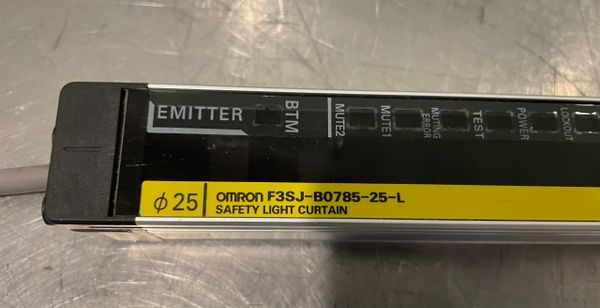 EMITTER
BTM
MUTE2
MUTE1
MUTING
ERROR
TEST
POWER
LOCKOUT
ϕ25
OMRON F3SJ-B0785-25-L
SAFETY LIGHT CURTAIN